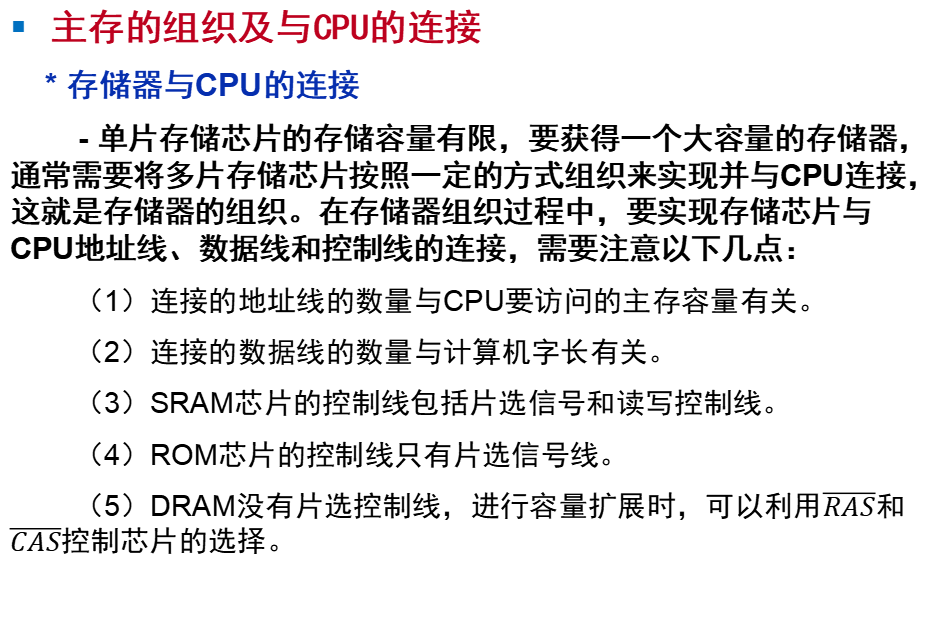 ▪ 主存的组织及与CPU的连接
* 存储器与CPU的连接
- 单片存储芯片的存储容量有限，要获得一个大容量的存储器，
通常需要将多片存储芯片按照一定的方式组织来实现并与CPU连接，
这就是存储器的组织。在存储器组织过程中，要实现存储芯片与
CPU地址线、数据线和控制线的连接，需要注意以下几点：
（1）连接的地址线的数量与CPU要访问的主存容量有关。
（2）连接的数据线的数量与计算机字长有关。
（3）SRAM芯片的控制线包括片选信号和读写控制线。
（4）ROM芯片的控制线只有片选信号线。
（5）DRAM没有片选控制线，进行容量扩展时，可以利用R̅A̅S̅和
C̅A̅S̅控制芯片的选择。